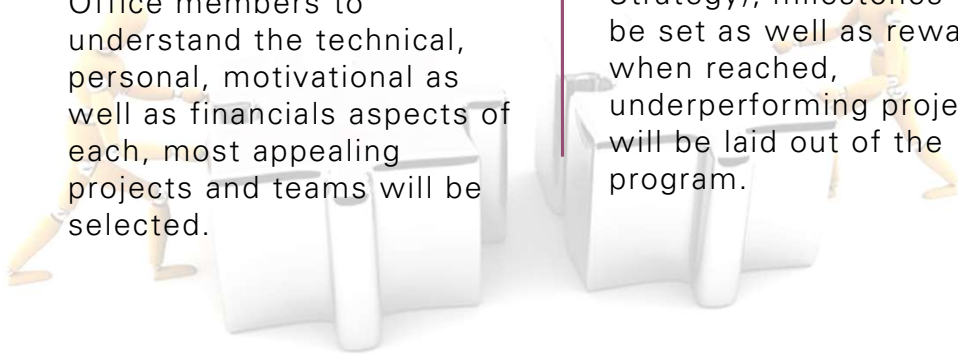 Office members to
understand the technical,
personal, motivational as
well as financials aspects of
each, most appealing
projects and teams will be
selected.
be set as well as
when reached,
underperforming
will be laid out of the
program.